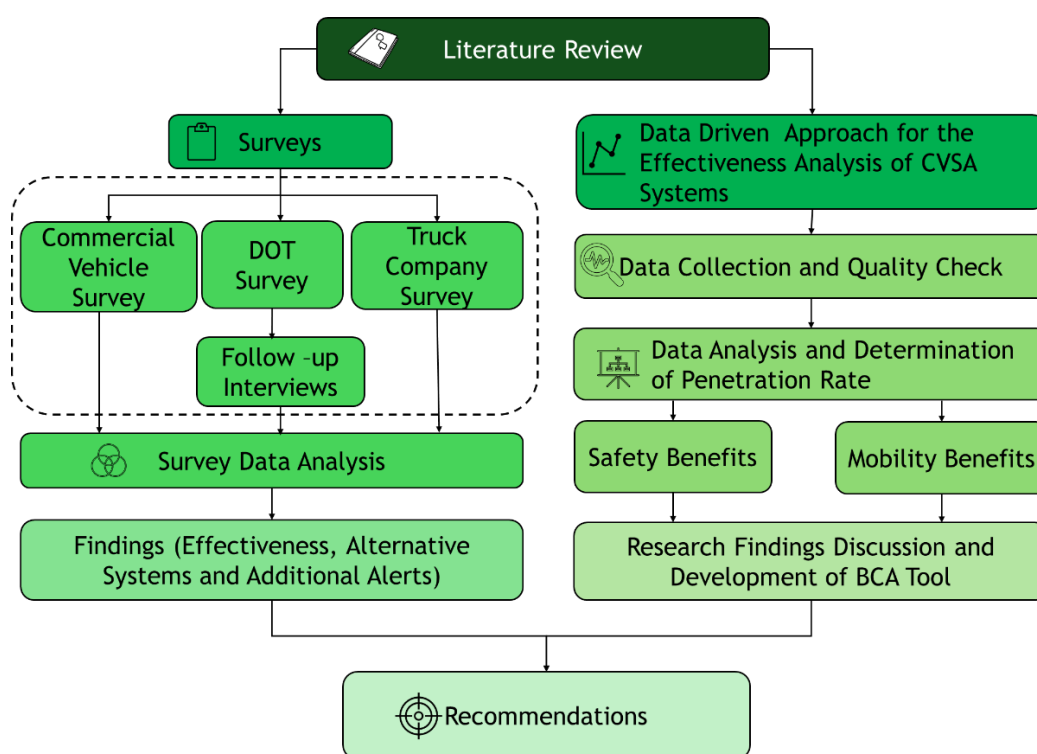 Literature Review
Surveys
Commercial
Vehicle
Survey
DOT
Survey
Truck
Company
Survey
Follow -up
Interviews
Survey Data Analysis
Findings (Effectiveness, Alternative
Systems and Additional Alerts)
Data Driven Approach for the
Effectiveness Analysis of CVSA
Systems
Data Collection and Quality Check
Data Analysis and Determination
of Penetration Rate
Safety Benefits
Mobility Benefits
Research Findings Discussion and
Development of BCA Tool
Recommendations